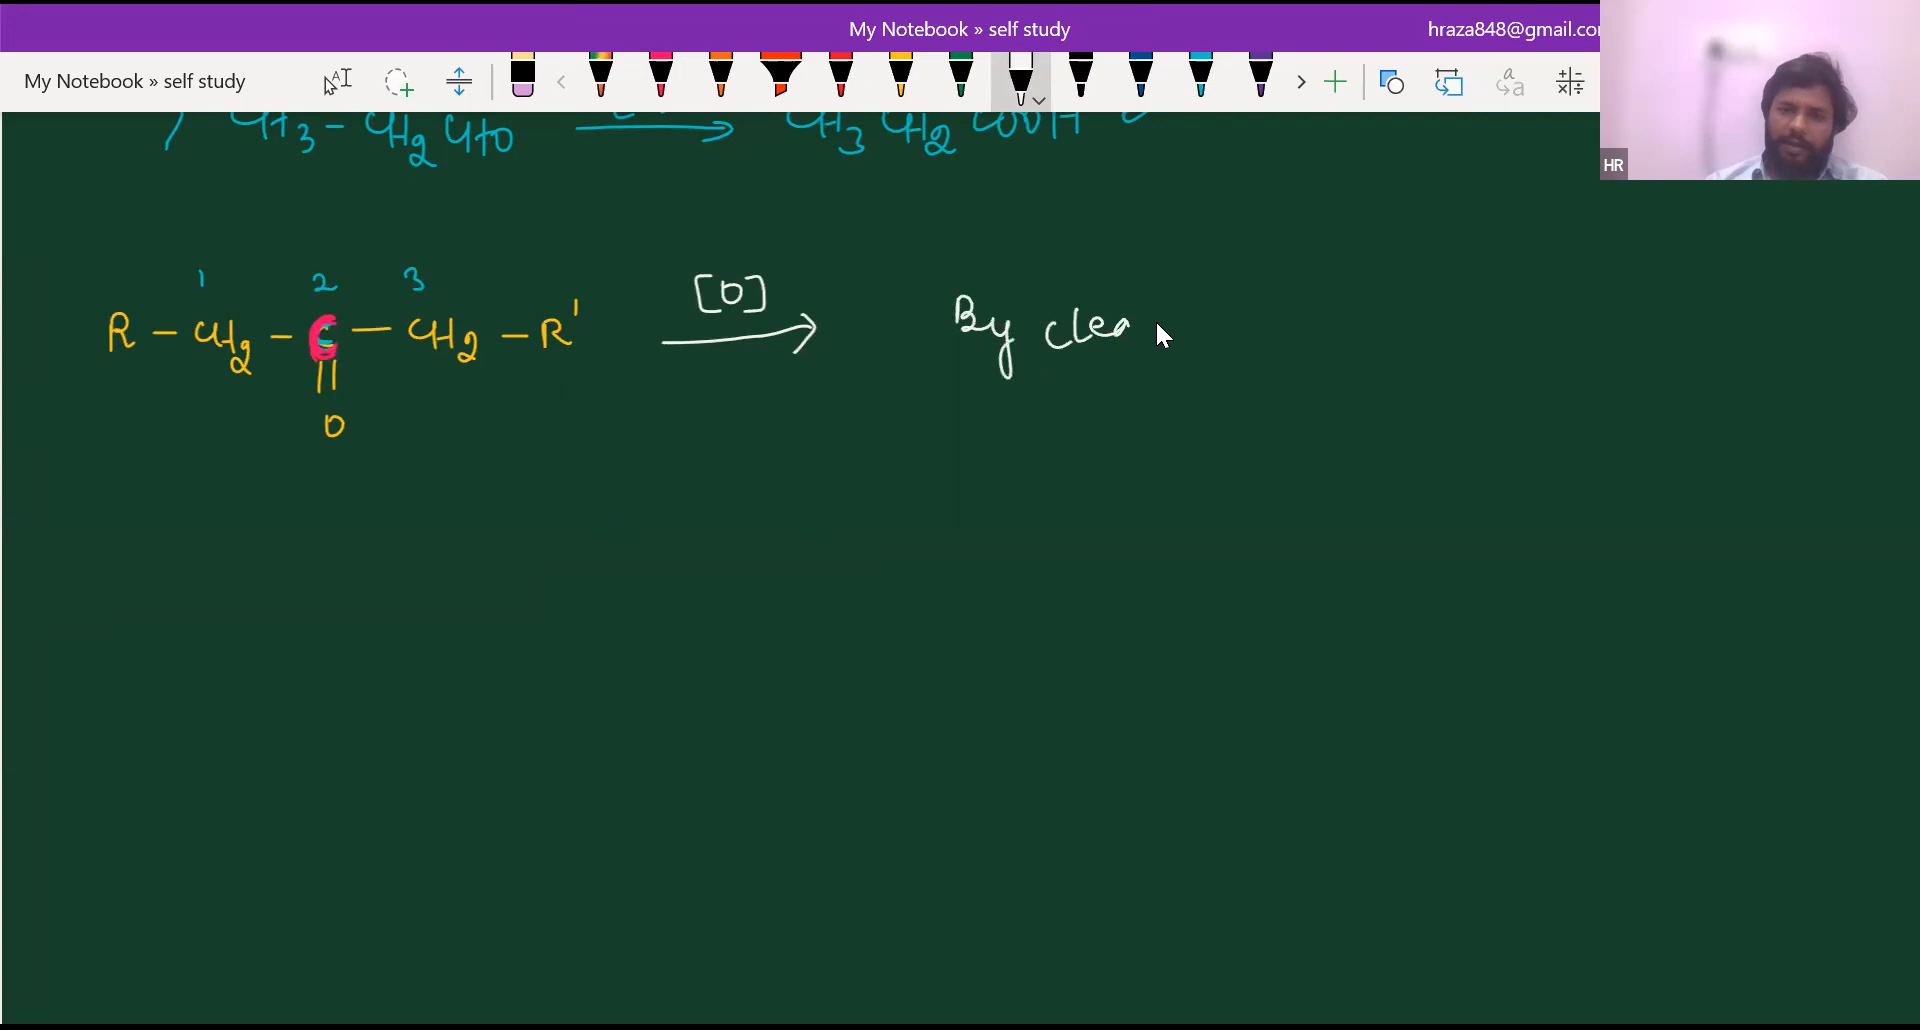 My Notebook » self study
hraza848@gmail.co
My Notebook » self study
HR
CH3 - CH2 CHO → CH3 CH2 COOH
1 2 3
R - CH2 - C - CH2 - R' [O] → By clea
||
O